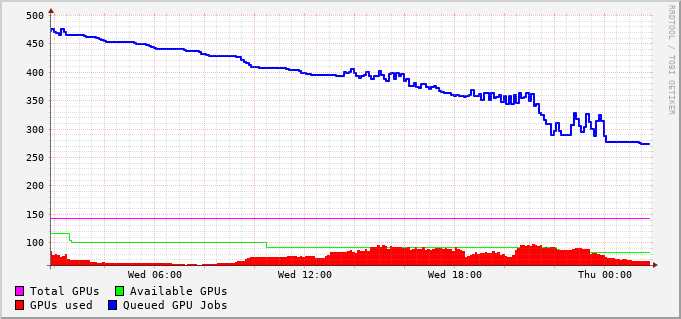 500
450
400
350
300
250
200
150
100
Wed 06:00 Wed 12:00 Wed 18:00 Thu 00:00
Total GPUs Available GPUs
GPUs used Queued GPU Jobs
RRDTOOL / TOBI OETIKER